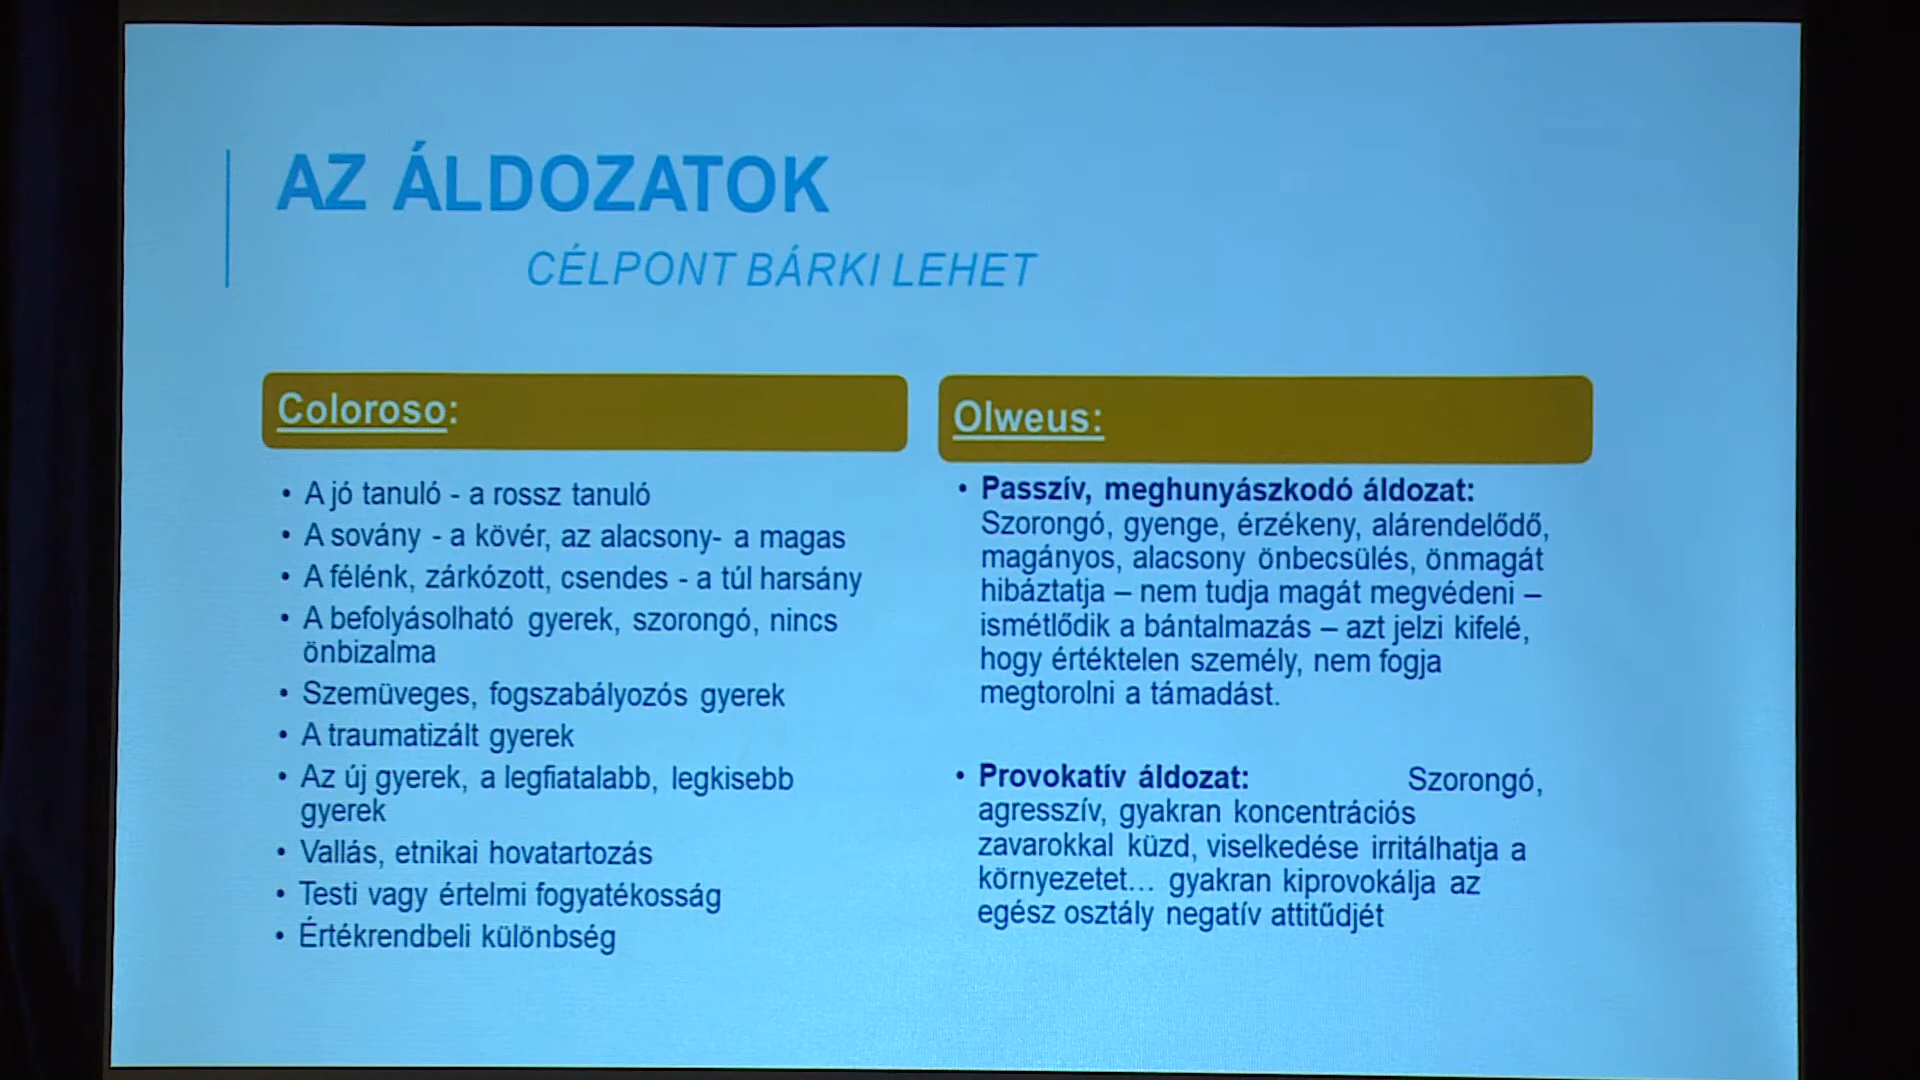 AZ ÁLDOZATOK
CÉLPONT BÁRKI LEHET
Coloroso:
• A jó tanuló - a rossz tanuló
• A sovány - a kövér, az alacsony- a magas
• A félénk, zárkózott, csendes - a túl harsány
• A befolyásolható gyerek, szorongó, nincs
önbizalma
• Szemüveges, fogszabályozós gyerek
• A traumatizált gyerek
• Az új gyerek, a legfiatalabb, legkisebb
gyerek
• Vallás, etnikai hovatartozás
• Testi vagy értelmi fogyatékosság
• Értékrendbeli különbség
Olweus:
• Passzív, meghunyászkodó áldozat:
Szorongó, gyenge, érzékeny, alárendelődő,
magányos, alacsony önbecsülés, önmagát
hibáztatja – nem tudja magát megvédeni –
ismétlődik a bántalmazás – azt jelzi kifelé,
hogy értéktelen személy, nem fogja
megtorolni a támadást.
• Provokatív áldozat: Szorongó,
agresszív, gyakran koncentrációs
zavarokkal küzd, viselkedése irritálhatja a
környezetet... gyakran kiprovokálja az
egész osztály negatív attitűdjét